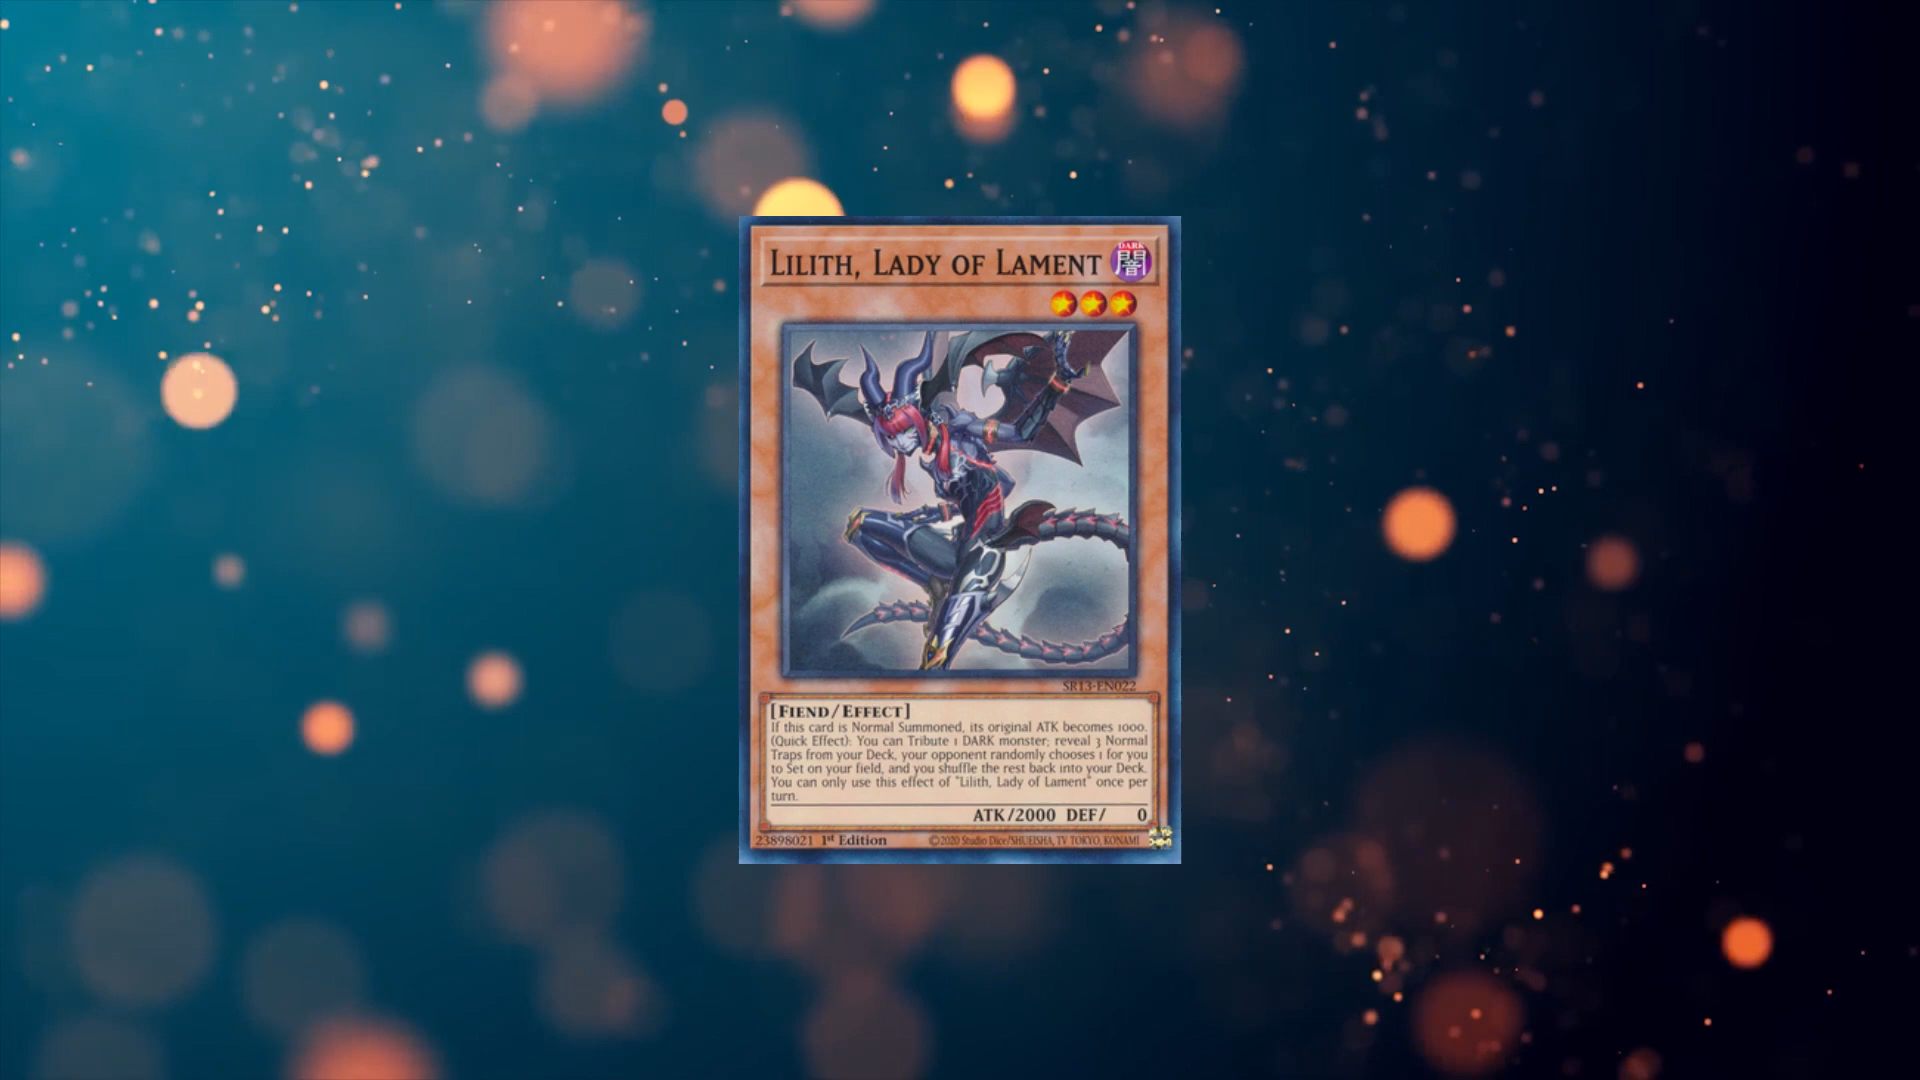 Lilith, Lady of Lament
DARK
闇
SR13-EN022
[Fiend/Effect]
If this card is Normal Summoned, its original ATK becomes 1000.
(Quick Effect): You can Tribute 1 DARK monster; reveal 3 Normal
Traps from your Deck, your opponent randomly chooses 1 for you
to Set on your field, and you shuffle the rest back into your Deck.
You can only use this effect of "Lilith, Lady of Lament" once per
turn.
ATK/2000 DEF/ 0
23898021 1st Edition ©2020 Studio Dice/SHUEISHA, TV TOKYO, KONAMI